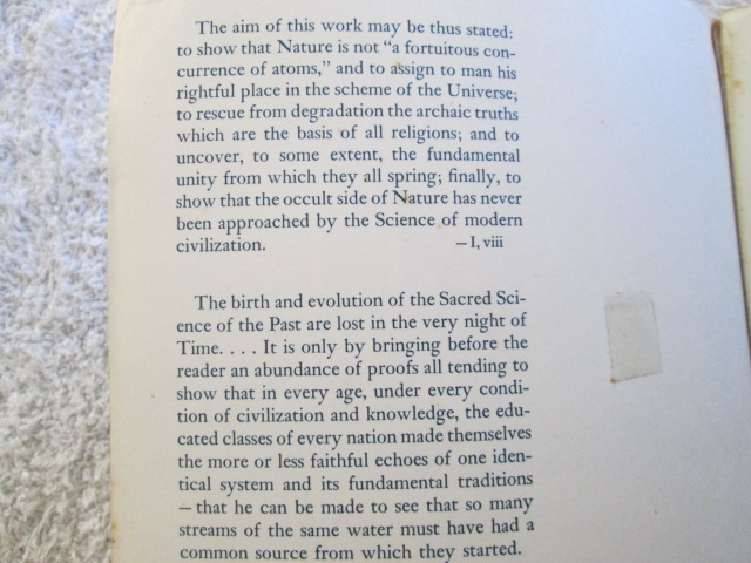 The aim of this work may be thus stated:
to show that Nature is not "a fortuitous con-
currence of atoms," and to assign to man his
rightful place in the scheme of the Universe;
to rescue from degradation the archaic truths
which are the basis of all religions; and to
uncover, to some extent, the fundamental
unity from which they all spring; finally, to
show that the occult side of Nature has never
been approached by the Science of modern
civilization. – I, viii
The birth and evolution of the Sacred Sci-
ence of the Past are lost in the very night of
Time. . . . It is only by bringing before the
reader an abundance of proofs all tending to
show that in every age, under every condi-
tion of civilization and knowledge, the edu-
cated classes of every nation made themselves
the more or less faithful echoes of one iden-
tical system and its fundamental traditions
– that he can be made to see that so many
streams of the same water must have had a
common source from which they started.